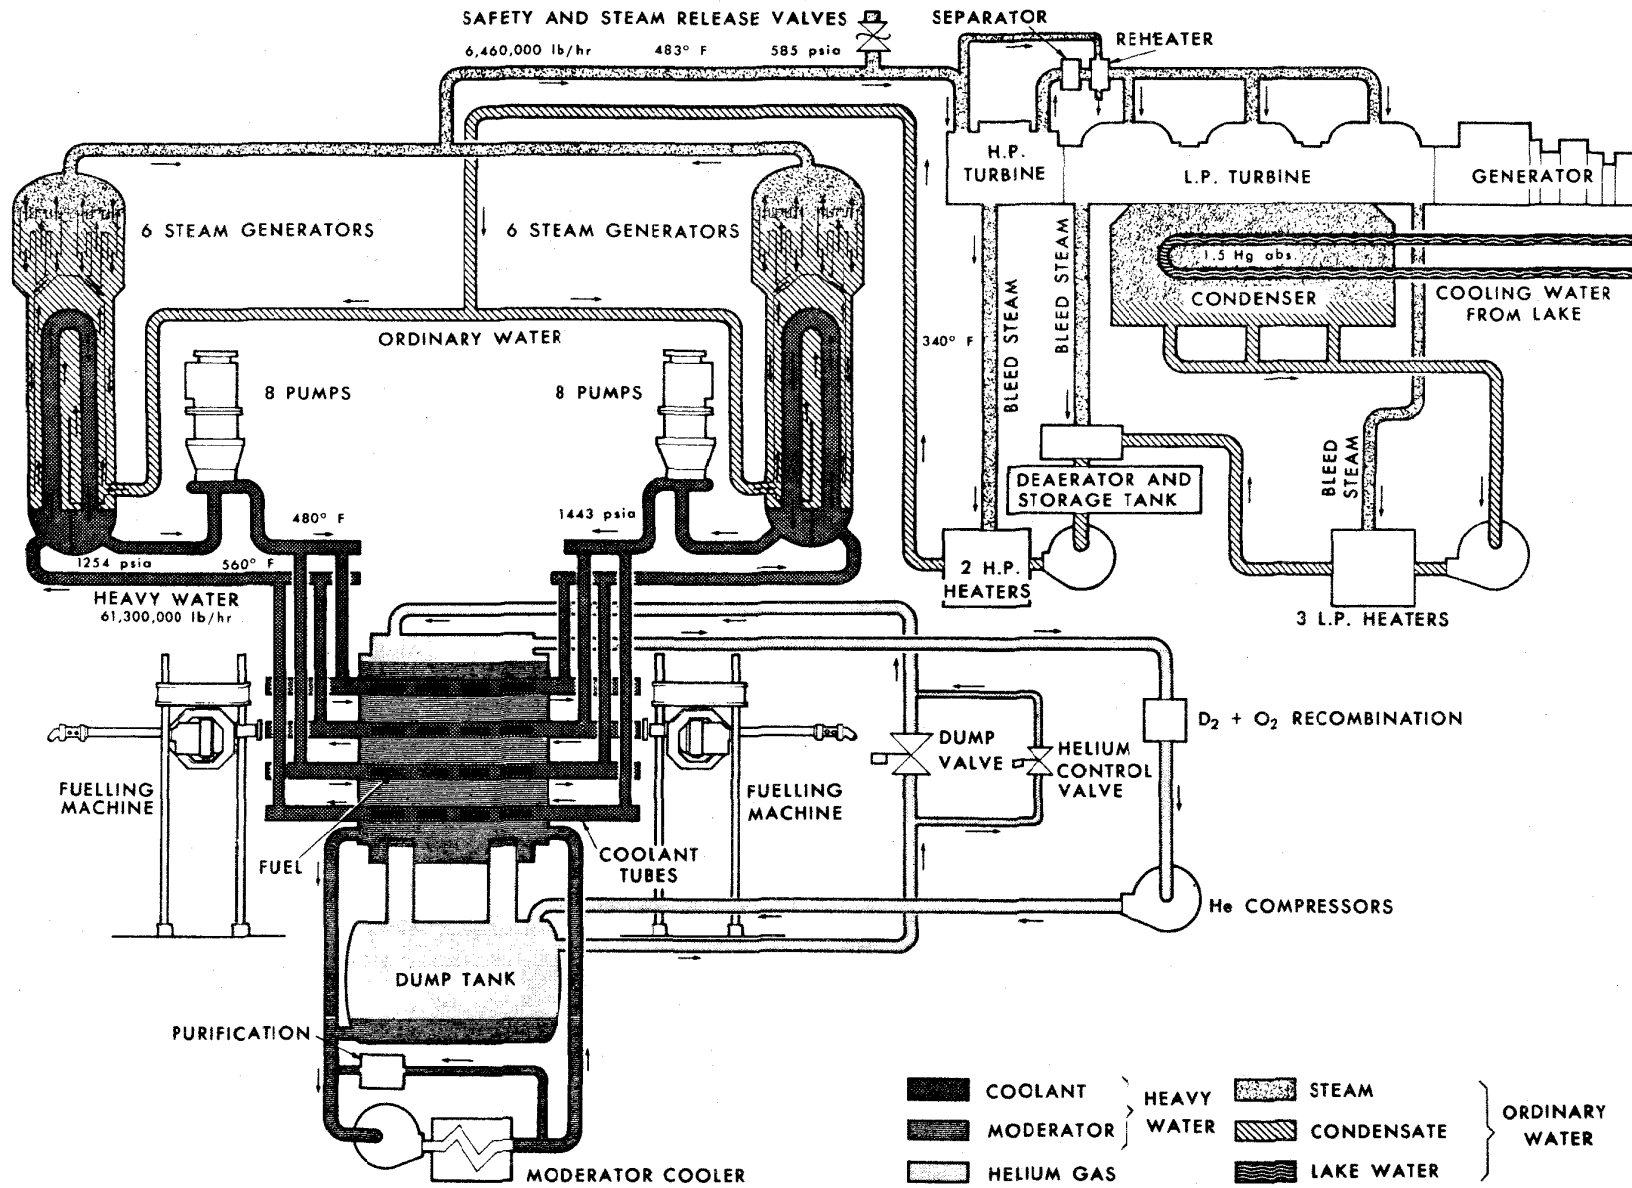 SAFETY AND STEAM RELEASE VALVES
6,460,000 lb/hr 483° F 585 psia
SEPARATOR
REHEATER
H.P.
TURBINE
L.P. TURBINE
GENERATOR
6 STEAM GENERATORS
6 STEAM GENERATORS
BLEED STEAM
BLEED STEAM
1.5 Hg abs.
CONDENSER
COOLING WATER
FROM LAKE
ORDINARY WATER
340° F
8 PUMPS
8 PUMPS
BLEED
STEAM
DEAERATOR AND
STORAGE TANK
480° F
1443 psia
1254 psia
560° F
HEAVY WATER
61,300,000 lb/hr
2 H.P.
HEATERS
3 L.P. HEATERS
D2 + O2 RECOMBINATION
DUMP
VALVE
HELIUM
CONTROL
VALVE
FUELLING
MACHINE
FUELLING
MACHINE
FUEL
COOLANT
TUBES
He COMPRESSORS
DUMP TANK
PURIFICATION
MODERATOR COOLER
COOLANT
MODERATOR
HEAVY
WATER
HELIUM GAS
STEAM
CONDENSATE
LAKE WATER
ORDINARY
WATER